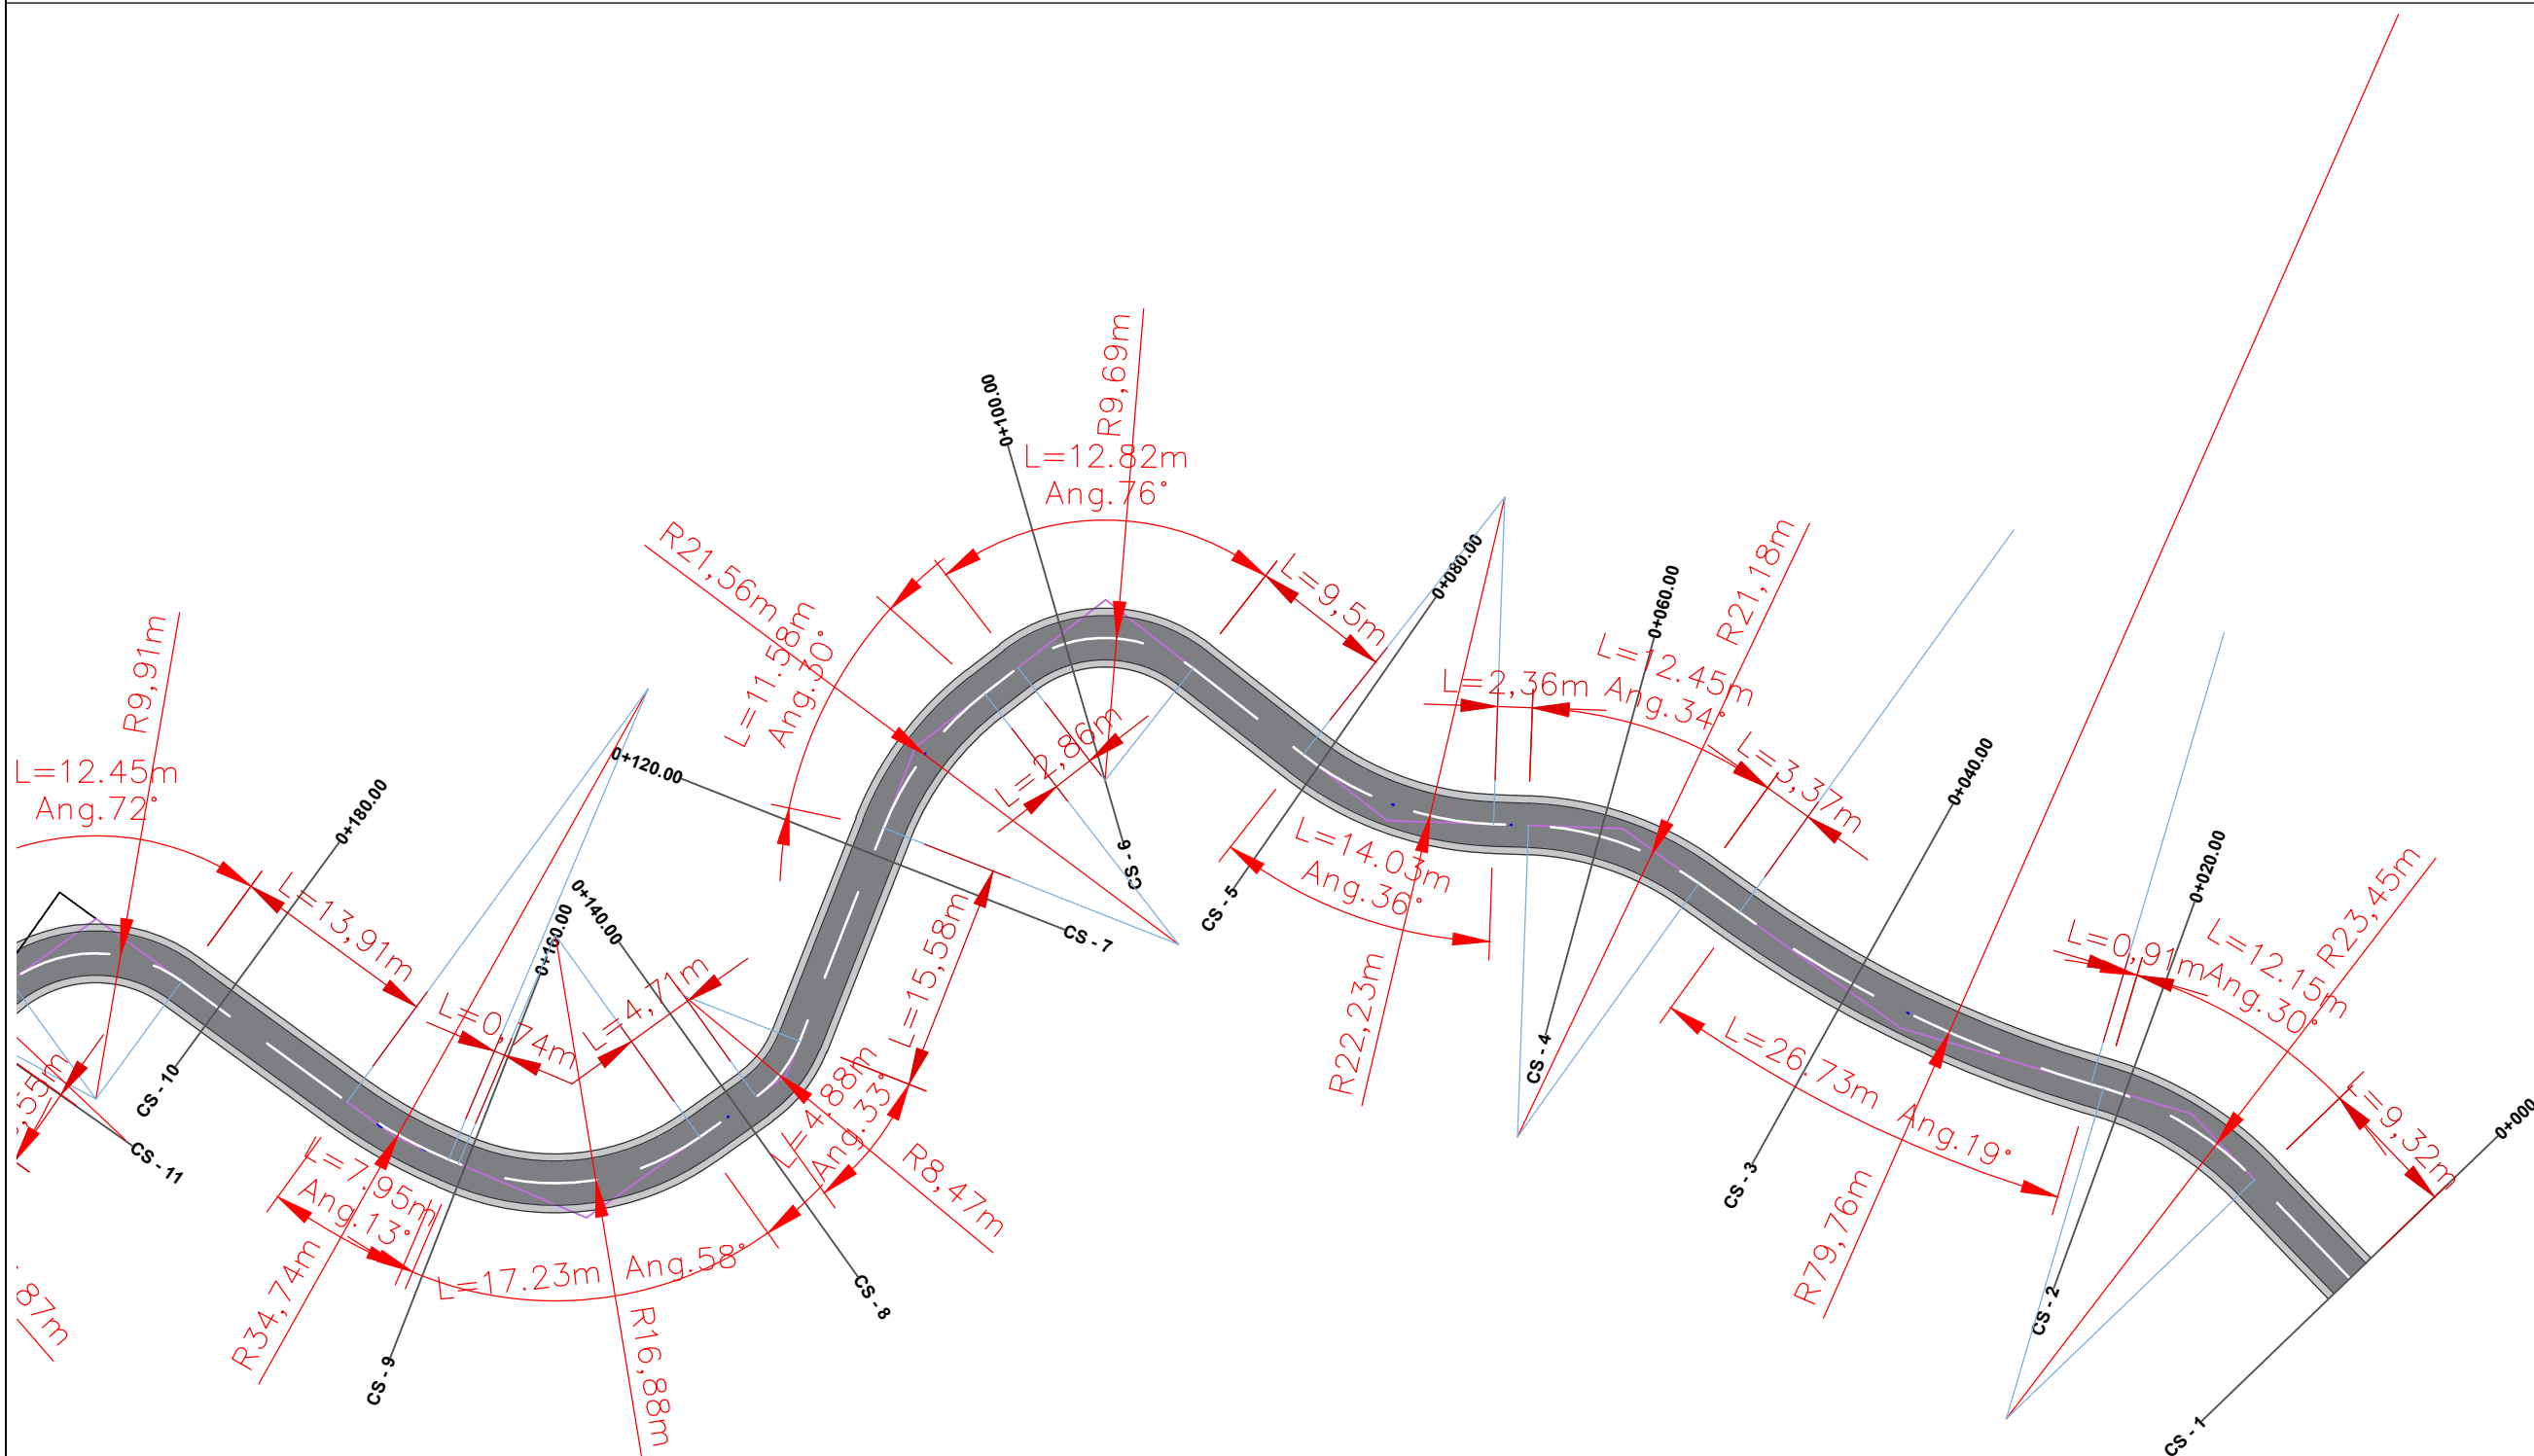 R9,69m
L=12.82m
Ang.76°
0+100.00
R21,56m
L=11.58m
Ang.30°
L=9,5m
0+080.00
R21,18m
0+060.00
L=12.45m
Ang.34°
L=2,36m
L=3,37m
0+040.00
R9,91m
0+120.00
L=2,86m
L=12.45m
Ang.72°
0+180.00
CS - 6
CS - 5
L=14.03m
Ang.36°
0+020.00
R23,45m
L=13,91m
0+160.00
0+140.00
CS - 7
L=15,58m
L=0,91m
L=12.15m
Ang.30°
L=0,74m
L=4,71m
R22,23m
CS - 4
L=26.73m Ang.19°
L=9,32m
0+000
CS - 10
,55m
CS - 11
L=4.88m
Ang.33°
R8,47m
CS - 3
L=7.95m
Ang.13°
R79,76m
R34,74m
L=17.23m Ang.58°
CS - 8
CS - 2
87m
CS - 9
R16,88m
CS - 1